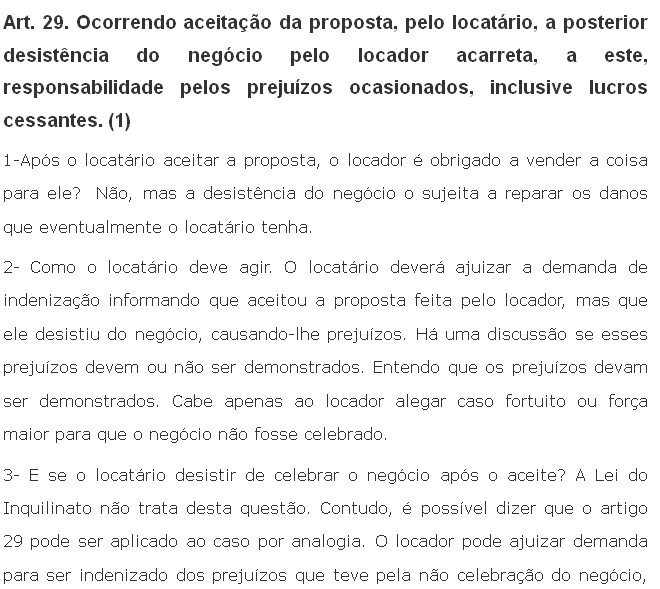 Art. 29. Ocorrendo aceitação da proposta, pelo locatário, a posterior
desistência do negócio pelo locador acarreta, a este,
responsabilidade pelos prejuízos ocasionados, inclusive lucros
cessantes. (1)
1-Após o locatário aceitar a proposta, o locador é obrigado a vender a coisa
para ele? Não, mas a desistência do negócio o sujeita a reparar os danos
que eventualmente o locatário tenha.
2- Como o locatário deve agir. O locatário deverá ajuizar a demanda de
indenização informando que aceitou a proposta feita pelo locador, mas que
ele desistiu do negócio, causando-lhe prejuízos. Há uma discussão se esses
prejuízos devem ou não ser demonstrados. Entendo que os prejuízos devam
ser demonstrados. Cabe apenas ao locador alegar caso fortuito ou força
maior para que o negócio não fosse celebrado.
3- E se o locatário desistir de celebrar o negócio após o aceite? A Lei do
Inquilinato não trata desta questão. Contudo, é possível dizer que o artigo
29 pode ser aplicado ao caso por analogia. O locador pode ajuizar demanda
para ser indenizado dos prejuízos que teve pela não celebração do negócio,